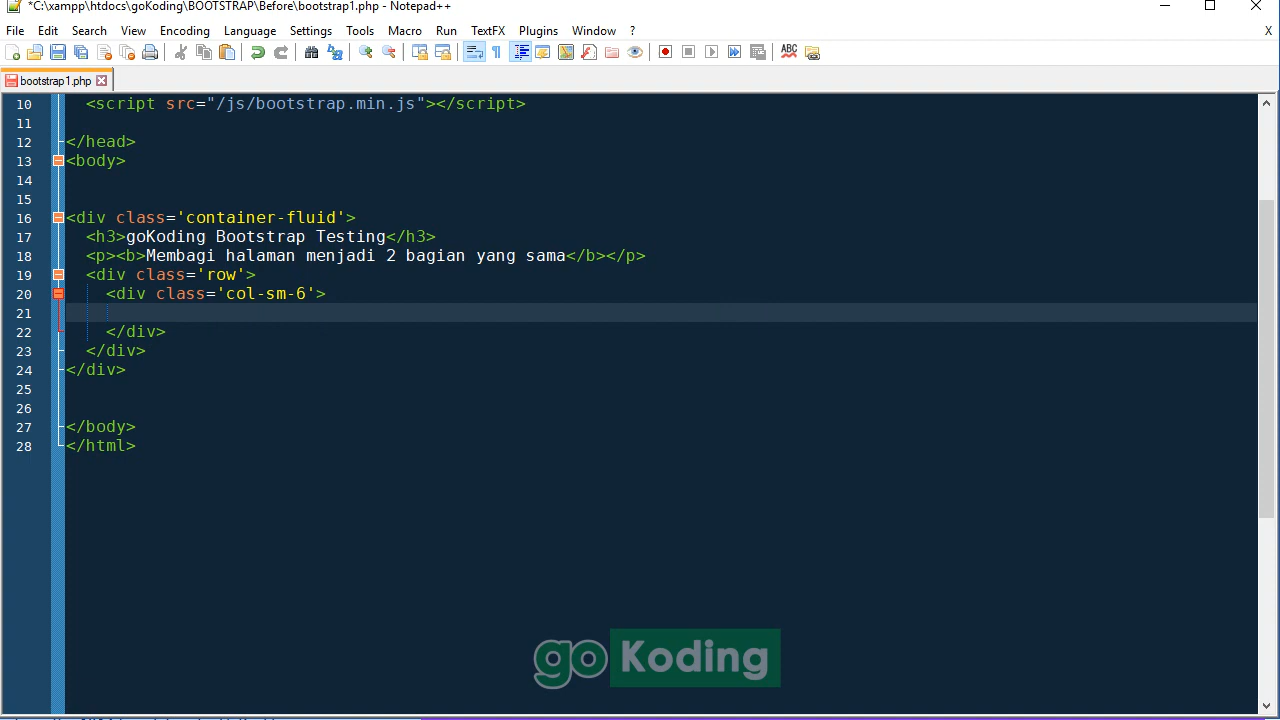 *C:\xampp\htdocs\goKoding\BOOTSTRAP\Before\bootstrap1.php - Notepad++
File Edit Search View Encoding Language Settings Tools Macro Run TextFX Plugins Window ? X
bootstrap1.php
10 <script src="/js/bootstrap.min.js"></script>
11
12 </head>
13 <body>
14
15
16 <div class='container-fluid'>
17 <h3>goKoding Bootstrap Testing</h3>
18 <p><b>Membagi halaman menjadi 2 bagian yang sama</b></p>
19 <div class='row'>
20 <div class='col-sm-6'>
21
22 </div>
23 </div>
24 </div>
25
26
27 </body>
28 </html>
go Koding